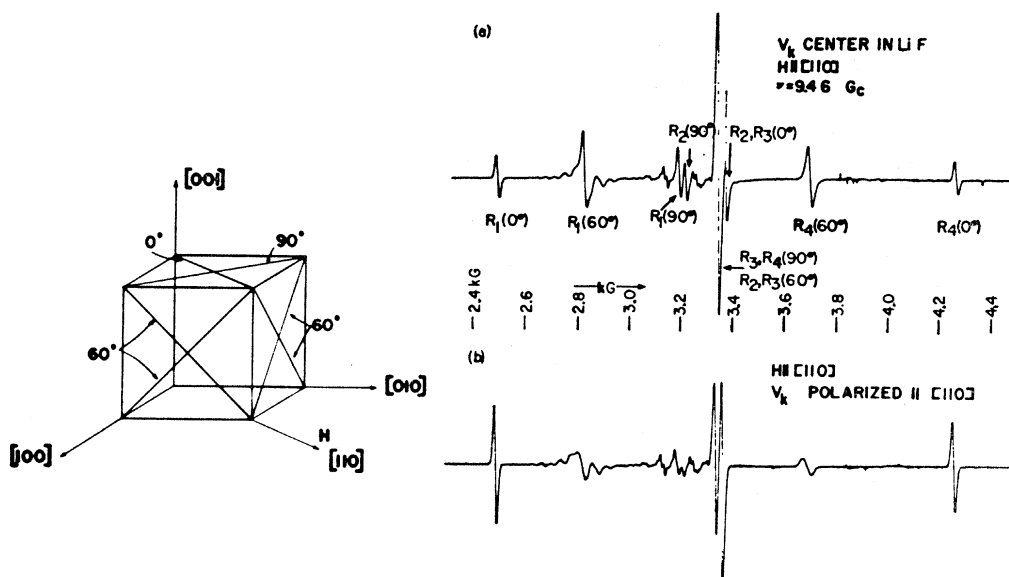 [001]
0°
90°
60°
60°
[010]
[100]
H
[110]
(a)
Vk CENTER IN Li F
H||[110]
ν=9.46 Gc
R2(90°)
R2,R3(0°)
R1(0°)
R1(60°)
R1(90°)
R4(60°)
R4(0°)
R3,R4(90°)
R2,R3(60°)
kG
2.4 kG
2.6
2.8
3.0
3.2
3.4
3.6
3.8
4.0
4.2
4.4
(b)
H||[110]
Vk POLARIZED || [110]